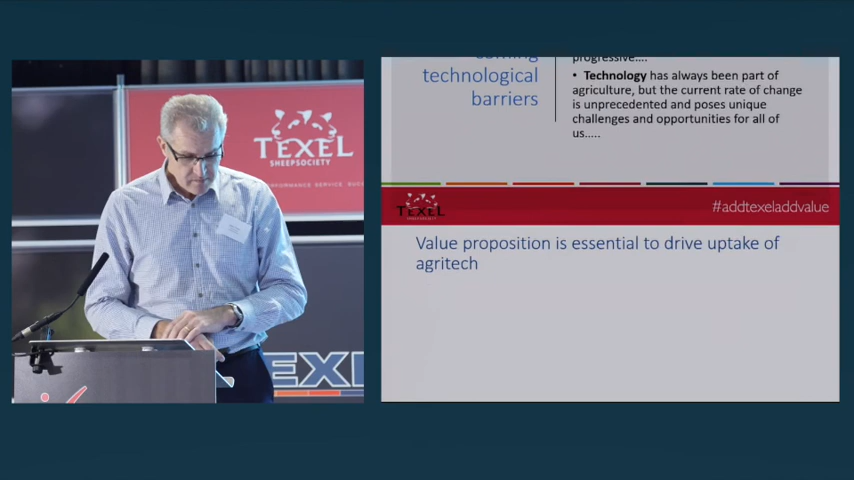 TEXEL
SHEEPSOCIETY
TEXEL
technological
barriers
progressive....
• Technology has always been part of
agriculture, but the current rate of change
is unprecedented and poses unique
challenges and opportunities for all of
us.....
TEXEL
SHEEPSOCIETY
#addtexeladdvalue
Value proposition is essential to drive uptake of
agritech